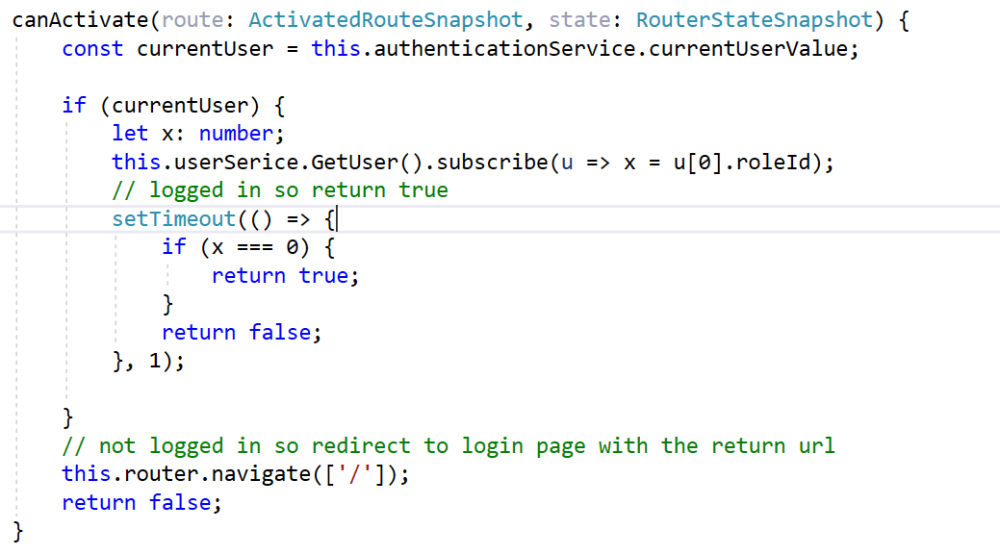 canActivate(route: ActivatedRouteSnapshot, state: RouterStateSnapshot) {
    const currentUser = this.authenticationService.currentUserValue;

    if (currentUser) {
        let x: number;
        this.userSerice.GetUser().subscribe(u => x = u[0].roleId);
        // logged in so return true
        setTimeout(() => {
            if (x === 0) {
                return true;
            }
            return false;
        }, 1);

    }
    // not logged in so redirect to login page with the return url
    this.router.navigate(['/']);
    return false;
}